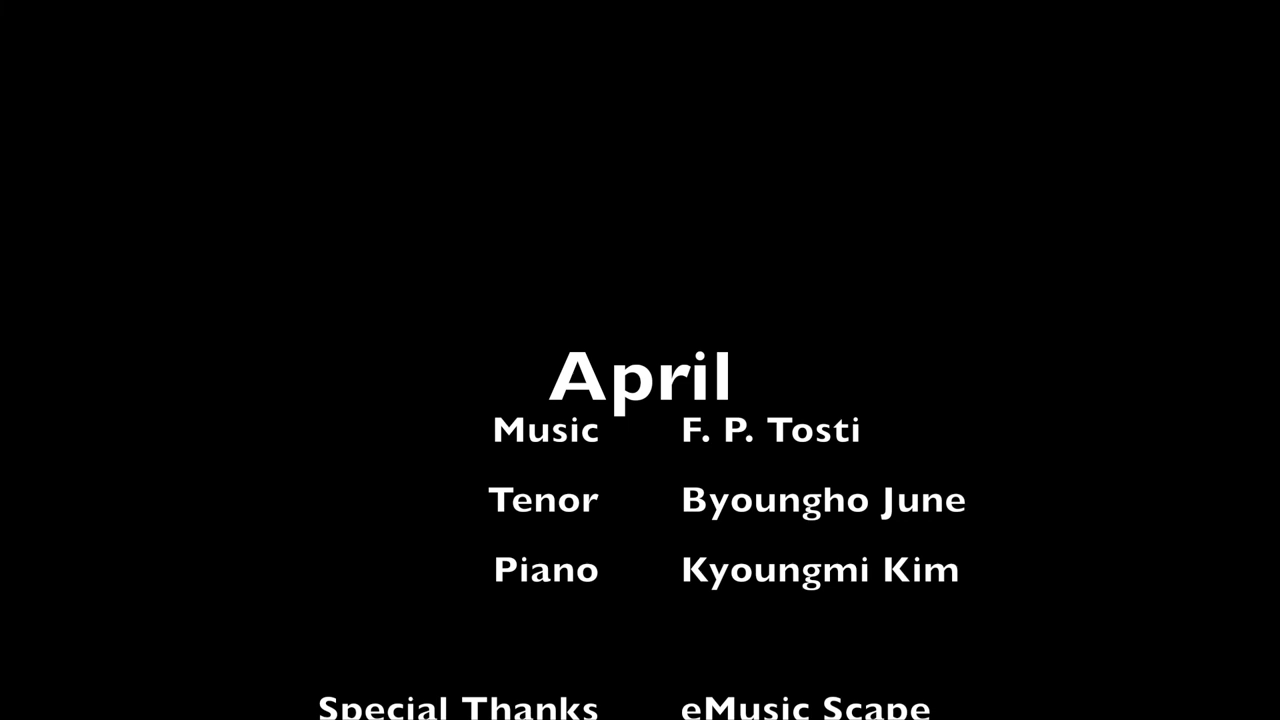 April
Music F. P. Tosti
Tenor Byoungho June
Piano Kyoungmi Kim
Special Thanks eMusic Scape